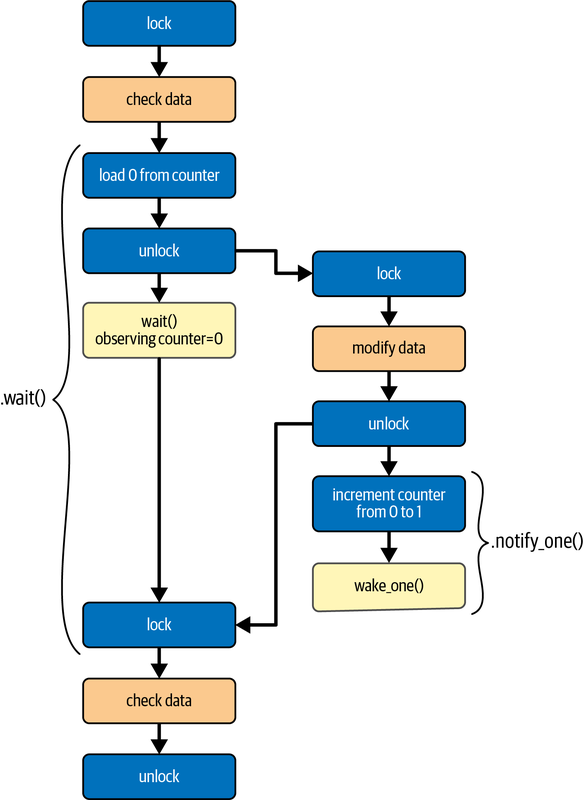 lock
check data
load 0 from counter
unlock
wait()
observing counter=0
.wait()
lock
check data
unlock
lock
modify data
unlock
increment counter
from 0 to 1
wake_one()
.notify_one()